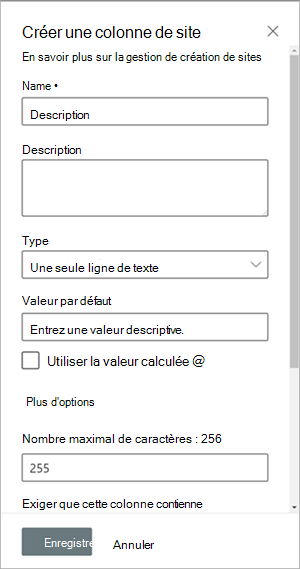 Créer une colonne de site
En savoir plus sur la gestion de création de sites
Name •
Description
Description
Type
Une seule ligne de texte
Valeur par défaut
Entrez une valeur descriptive.
Utiliser la valeur calculée @
Plus d'options
Nombre maximal de caractères : 256
255
Exiger que cette colonne contienne
Enregistre Annuler